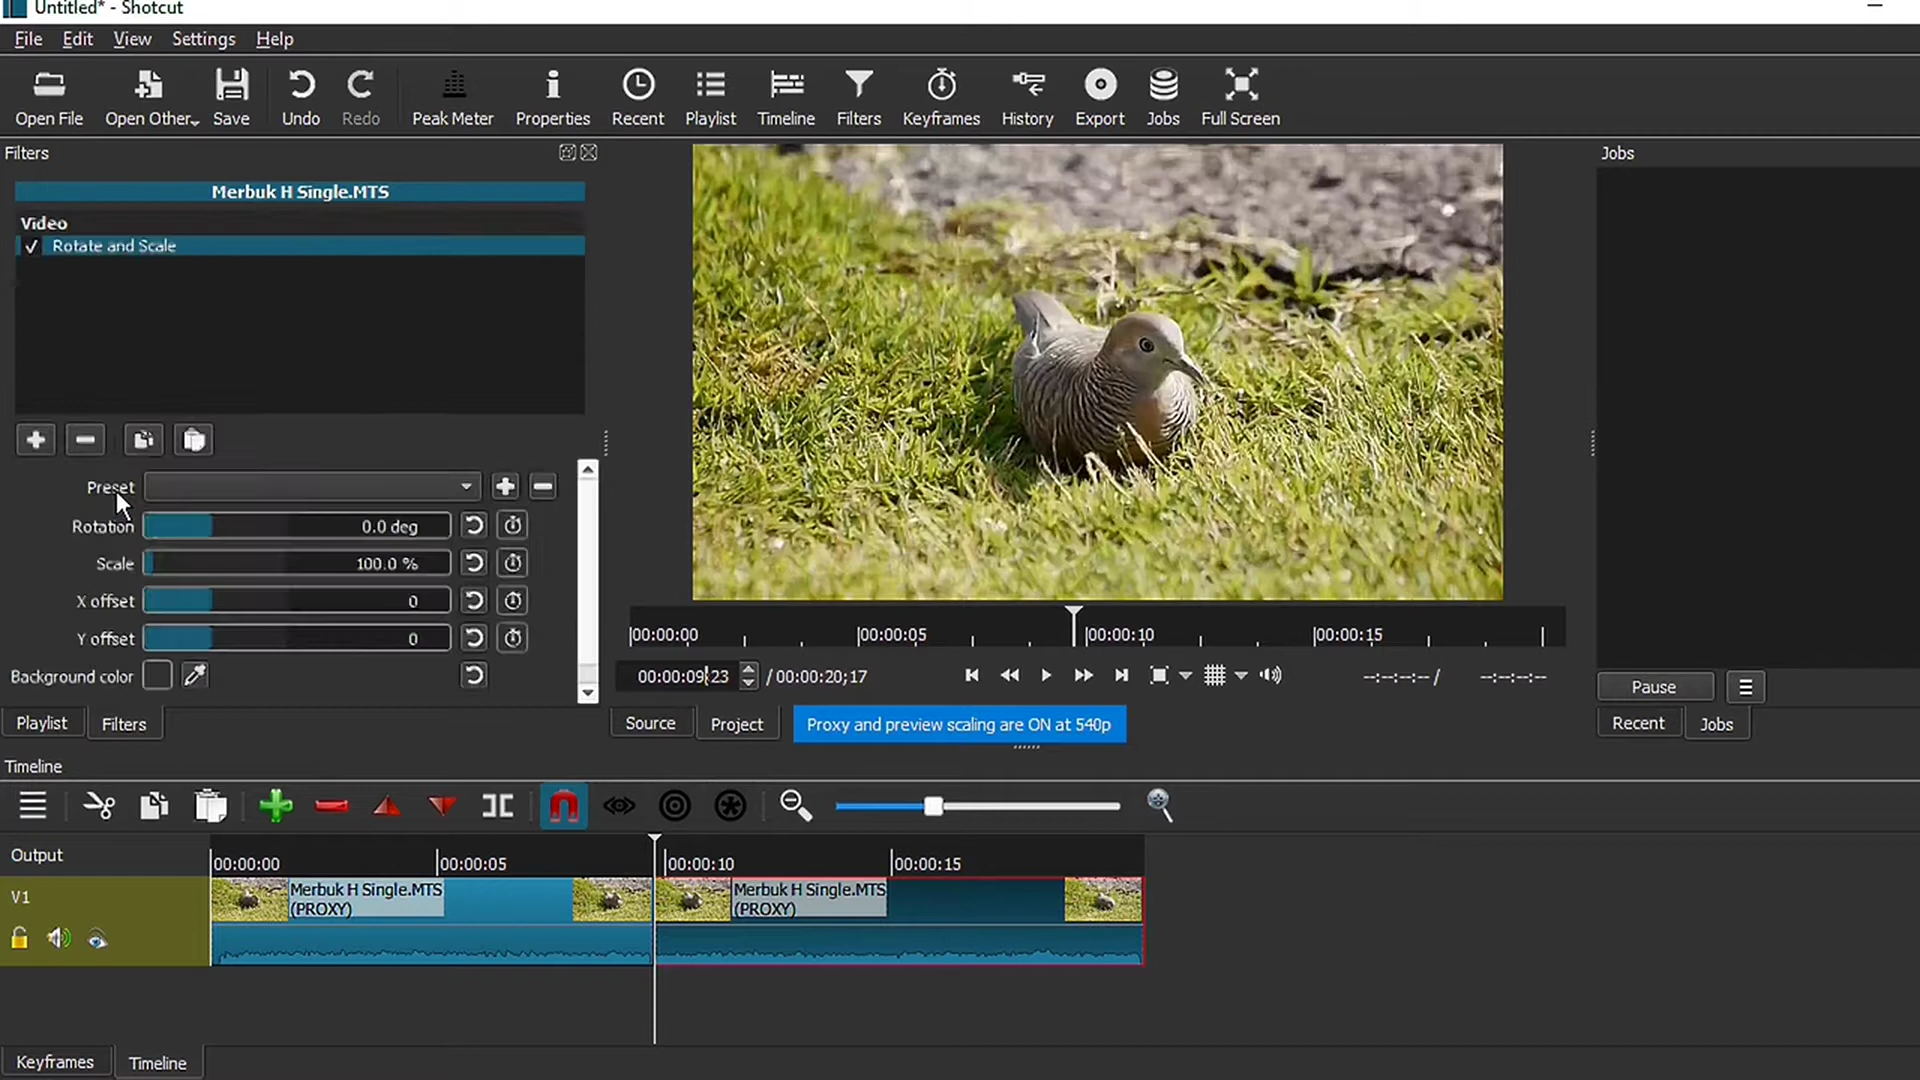 Untitled* - Shotcut
File Edit View Settings Help
Open File Open Other Save Undo Redo Peak Meter Properties Recent Playlist Timeline Filters Keyframes History Export Jobs Full Screen
Filters
Merbuk H Single.MTS
Video
✓ Rotate and Scale
Preset
Rotation 0.0 deg
Scale 100.0 %
X offset 0
Y offset 0
Background color
Playlist Filters
00:00:00 00:00:05 00:00:10 00:00:15
00:00:09;23 / 00:00:20;17 --:--:--:-- / --:--:--:--
Source Project Proxy and preview scaling are ON at 540p
Jobs
Pause
Recent Jobs
Timeline
Output
00:00:00 00:00:05 00:00:10 00:00:15
V1
Merbuk H Single.MTS
(PROXY)
Merbuk H Single.MTS
(PROXY)
Keyframes Timeline